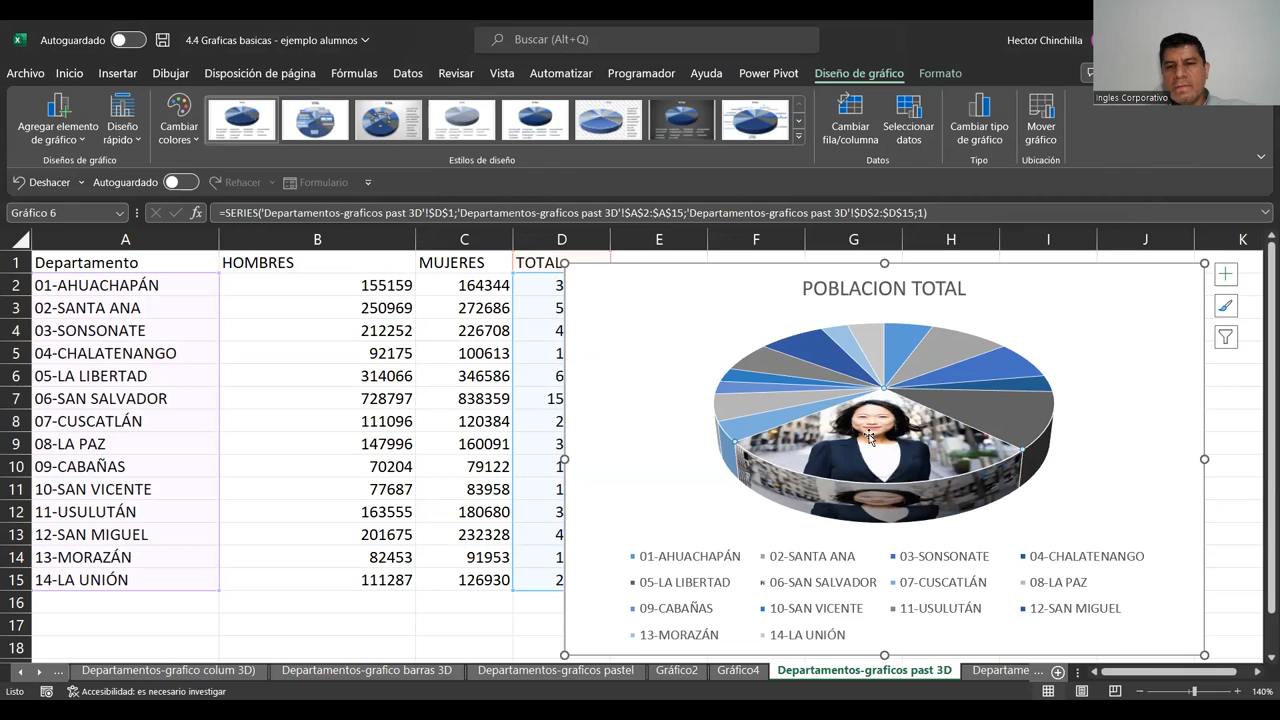 Autoguardado 4.4 Graficas basicas - ejemplo alumnos Buscar (Alt+Q) Hector Chinchilla
Archivo Inicio Insertar Dibujar Disposición de página Fórmulas Datos Revisar Vista Automatizar Programador Ayuda Power Pivot Diseño de gráfico Formato
Ingles Corporativo
Agregar elemento de gráfico Diseño rápido Cambiar colores Cambiar fila/columna Seleccionar datos Cambiar tipo de gráfico Mover gráfico
Diseños de gráfico Estilos de diseño Datos Tipo Ubicación
Deshacer Autoguardado Rehacer Formulario
Gráfico 6 fx =SERIES('Departamentos-graficos past 3D'!$D$1;'Departamentos-graficos past 3D'!$A$2:$A$15;'Departamentos-graficos past 3D'!$D$2:$D$15;1)
A B C D E F G H I J K
1 Departamento HOMBRES MUJERES TOTAL
2 01-AHUACHAPÁN 155159 164344 3
3 02-SANTA ANA 250969 272686 5
4 03-SONSONATE 212252 226708 4
5 04-CHALATENANGO 92175 100613 1
6 05-LA LIBERTAD 314066 346586 6
7 06-SAN SALVADOR 728797 838359 15
8 07-CUSCATLÁN 111096 120384 2
9 08-LA PAZ 147996 160091 3
10 09-CABAÑAS 70204 79122 1
11 10-SAN VICENTE 77687 83958 1
12 11-USULUTÁN 163555 180680 3
13 12-SAN MIGUEL 201675 232328 4
14 13-MORAZÁN 82453 91953 1
15 14-LA UNIÓN 111287 126930 2
16
17
18
POBLACION TOTAL
01-AHUACHAPÁN 02-SANTA ANA 03-SONSONATE 04-CHALATENANGO
05-LA LIBERTAD 06-SAN SALVADOR 07-CUSCATLÁN 08-LA PAZ
09-CABAÑAS 10-SAN VICENTE 11-USULUTÁN 12-SAN MIGUEL
13-MORAZÁN 14-LA UNIÓN
... Departamentos-grafico colum 3D) Departamentos-grafico barras 3D Departamentos-graficos pastel Gráfico2 Gráfico4 Departamentos-graficos past 3D Departame ...
Listo Accesibilidad: es necesario investigar 140%